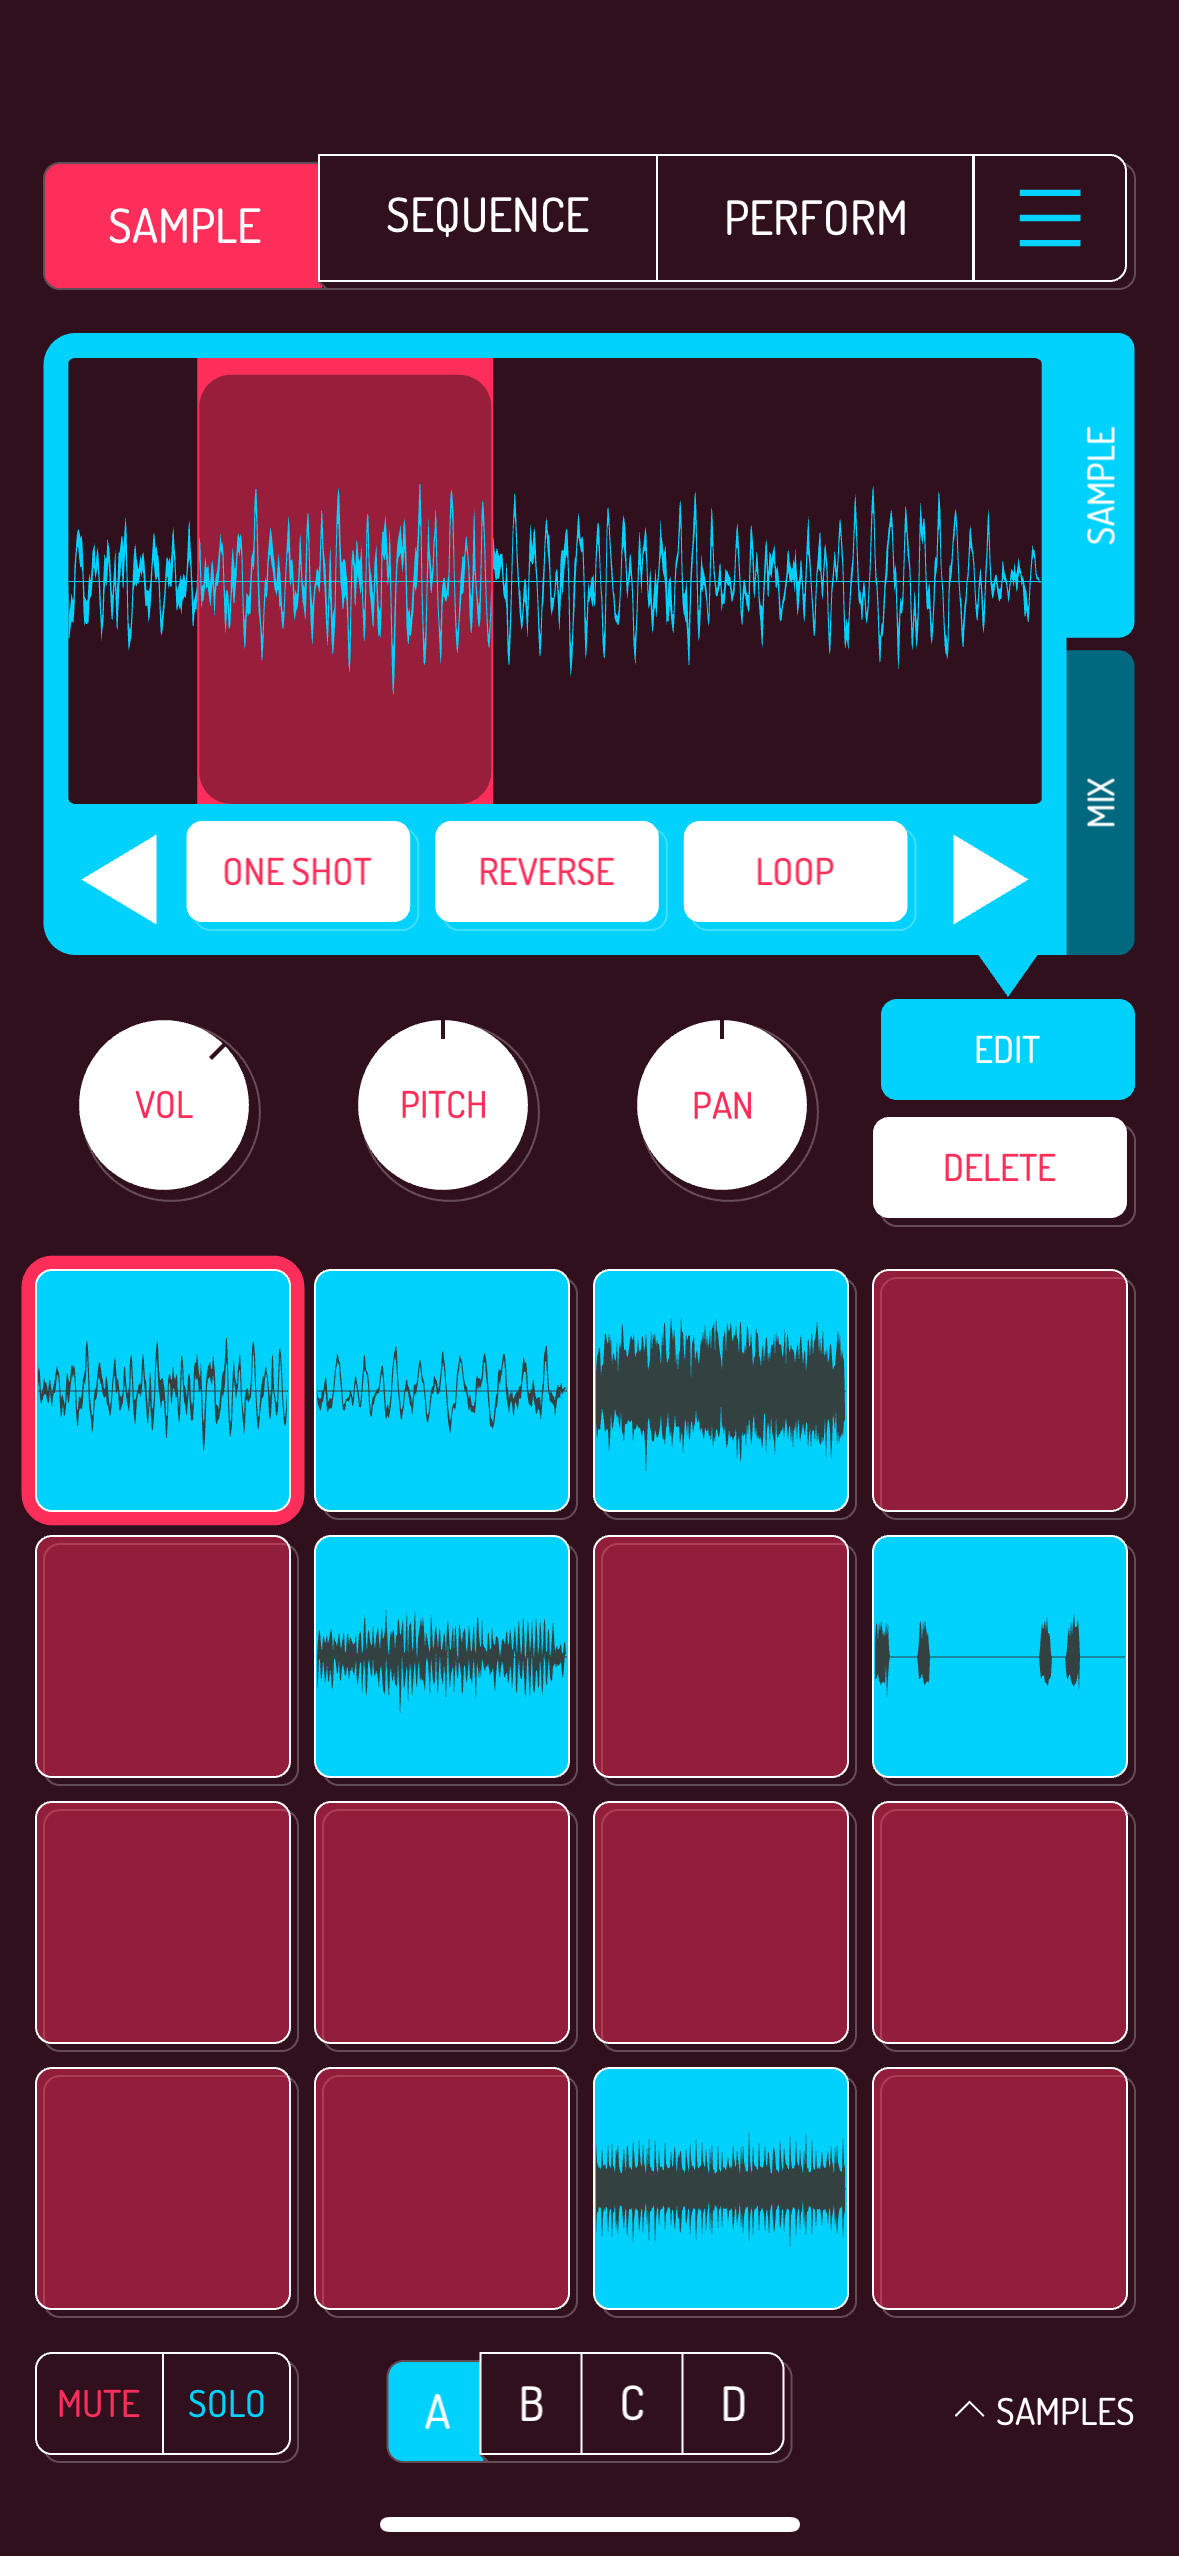 SAMPLE SEQUENCE PERFORM
SAMPLE
MIX
ONE SHOT REVERSE LOOP
VOL PITCH PAN
EDIT
DELETE
MUTE SOLO A B C D SAMPLES